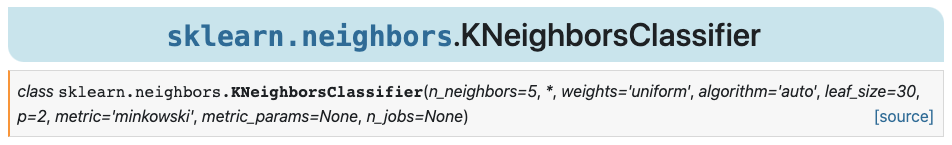 sklearn.neighbors.KNeighborsClassifier
class sklearn.neighbors.KNeighborsClassifier(n_neighbors=5, *, weights='uniform', algorithm='auto', leaf_size=30,
p=2, metric='minkowski', metric_params=None, n_jobs=None) [source]